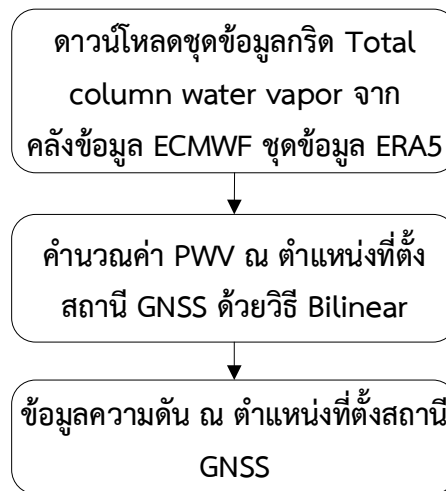 ดาวน์โหลดชุดข้อมูลกริด Total
column water vapor จาก
คลังข้อมูล ECMWF ชุดข้อมูล ERA5
คำนวณค่า PWV ณ ตำแหน่งที่ตั้ง
สถานี GNSS ด้วยวิธี Bilinear
ข้อมูลความดัน ณ ตำแหน่งที่ตั้งสถานี
GNSS